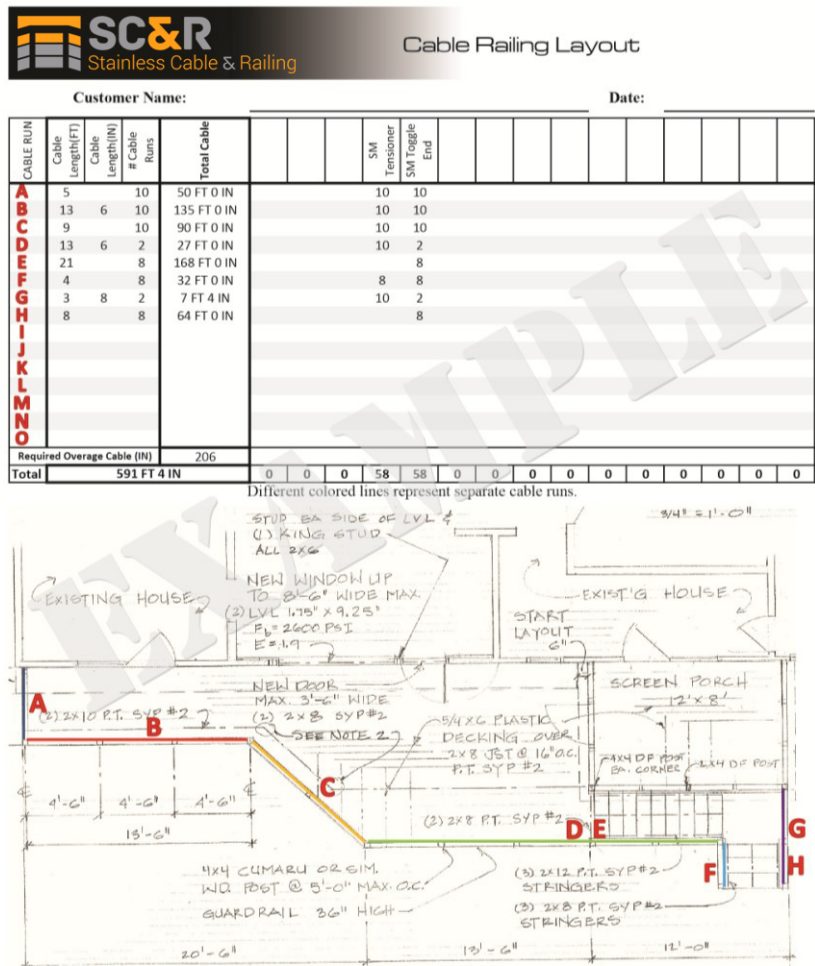 SC&R
Stainless Cable & Railing
Cable Railing Layout
Customer Name:
Date:
CABLE RUN
Cable Length(FT)
Cable Length(IN)
# Cable Runs
Total Cable
SM Tensioner
SM Toggle End
A 5 10 50 FT 0 IN 10 10
B 13 6 10 135 FT 0 IN 10 10
C 9 10 90 FT 0 IN 10 10
D 13 6 2 27 FT 0 IN 10 2
E 21 8 168 FT 0 IN 8
F 4 8 32 FT 0 IN 8 8
G 3 8 2 7 FT 4 IN 10 2
H 8 8 64 FT 0 IN 8
I
J
K
L
M
N
O
Required Overage Cable (IN) 206
Total 591 FT 4 IN 0 0 0 58 58 0 0 0 0 0 0 0 0 0 0
Different colored lines represent separate cable runs.
EXAMPLE
STUD EA SIDE OF LVL &
(1) KING STUD
ALL 2X6
3/4" = 1'-0"
EXISTING HOUSE
NEW WINDOW UP
TO 8'-6" WIDE MAX.
(2) LVL 1.75" X 9.25"
Fb = 2600 PSI
E = 1.9
EXIST'G HOUSE
START
LAYOUT
6"
A
(2) 2X10 P.T. SYP #2
B
NEW DOOR
MAX. 3'-6" WIDE
(2) 2X8 SYP #2
SEE NOTE 2
SCREEN PORCH
12' X 8'
5/4 X 6 PLASTIC
DECKING OVER
2X8 JST @ 16" O.C.
P.T. SYP #2
4X4 DF POST
EA. CORNER
2X4 DF POST
C
4'-6"
4'-6"
4'-6"
13'-6"
(2) 2X8 P.T. SYP #2
D
E
G
F
H
4X4 CUMARU OR SIM.
WD. POST @ 5'-0" MAX. O.C.
GUARDRAIL 36" HIGH
(3) 2X12 P.T. SYP #2
STRINGERS
(3) 2X8 P.T. SYP #2
STRINGERS
20'-6"
13'-6"
12'-0"